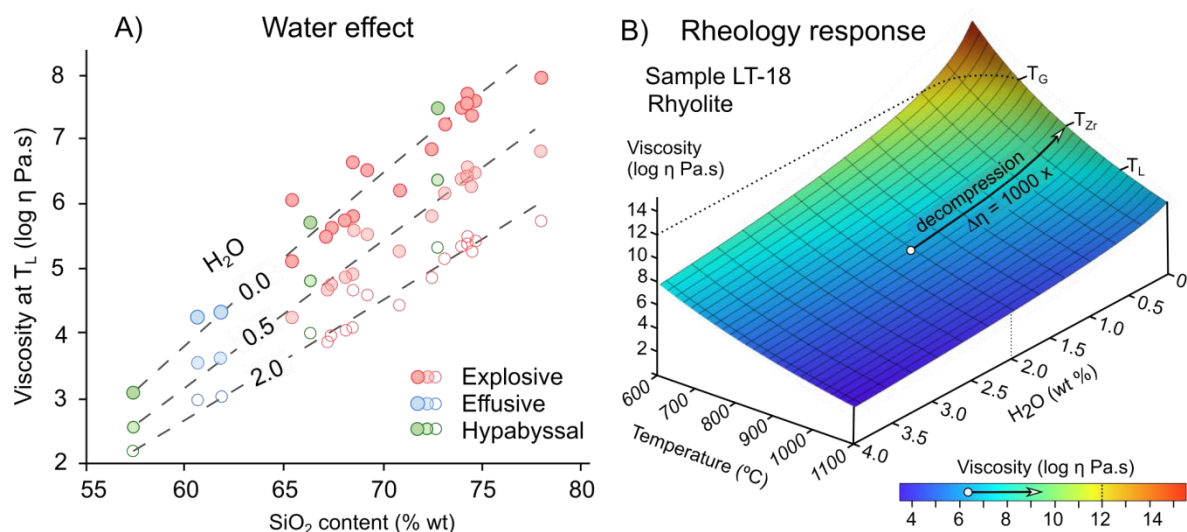 A)
Water effect
Viscosity at T_L (log η Pa.s)
8
7
6
5
4
3
2
H₂O
0.0
0.5
2.0
Explosive
Effusive
Hypabyssal
55
60
65
70
75
80
SiO₂ content (% wt)
B)
Rheology response
Sample LT-18
Rhyolite
Viscosity
(log η Pa.s)
14
12
10
8
6
4
2
T_G
T_Zr
T_L
decompression
Δη = 1000 x
600
700
800
900
1000
1100
Temperature (ºC)
4.0
3.5
3.0
2.5
2.0
1.5
1.0
0.5
0
H₂O (wt %)
Viscosity (log η Pa.s)
4 6 8 10 12 14